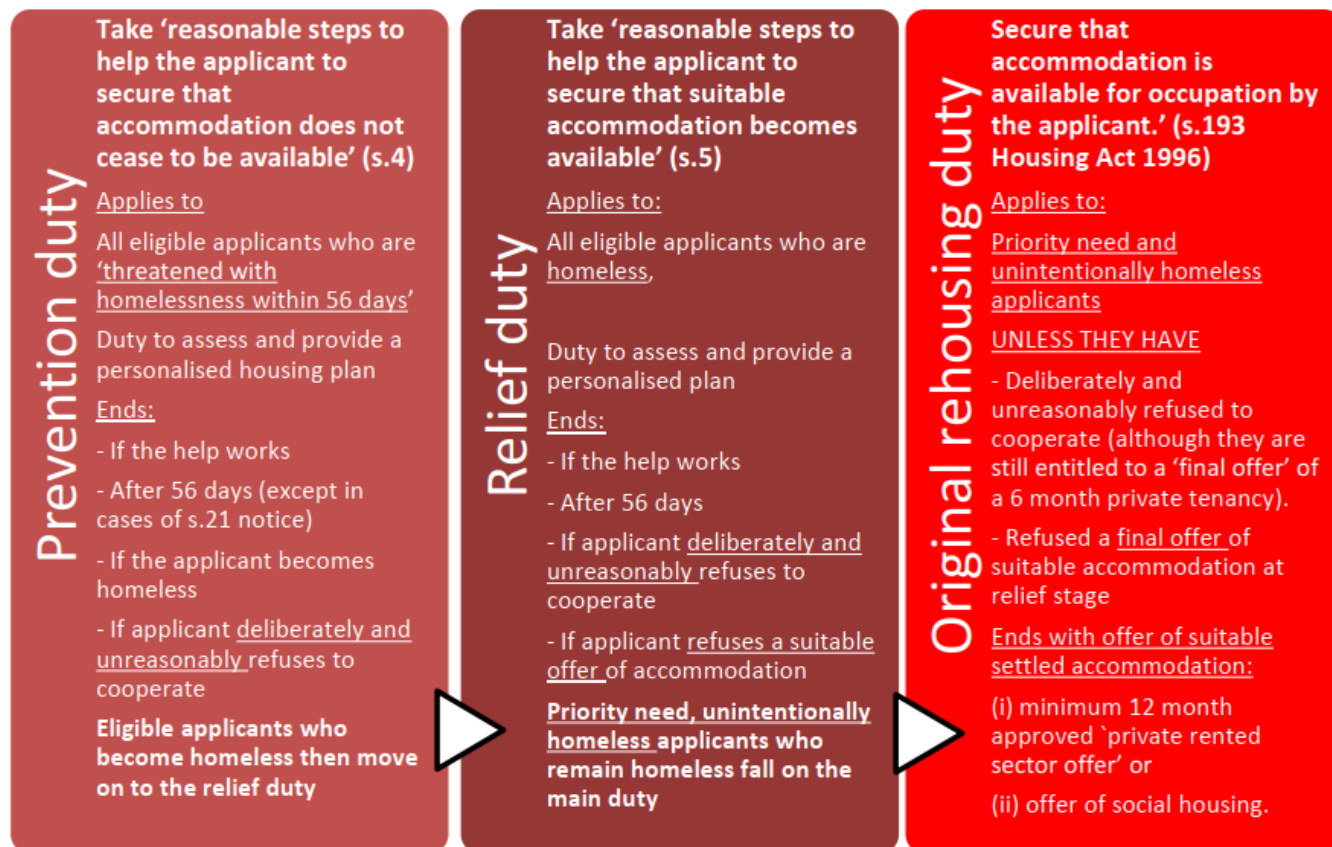 Prevention duty
Take ‘reasonable steps to
help the applicant to
secure that
accommodation does not
cease to be available’ (s.4)
Applies to
All eligible applicants who are
‘threatened with
homelessness within 56 days’
Duty to assess and provide a
personalised housing plan
Ends:
- If the help works
- After 56 days (except in
cases of s.21 notice)
- If the applicant becomes
homeless
- If applicant deliberately and
unreasonably refuses to
cooperate
Eligible applicants who
become homeless then move
on to the relief duty
Relief duty
Take ‘reasonable steps to
help the applicant to
secure that suitable
accommodation becomes
available’ (s.5)
Applies to:
All eligible applicants who are
homeless,
Duty to assess and provide a
personalised plan
Ends:
- If the help works
- After 56 days
- If applicant deliberately and
unreasonably refuses to
cooperate
- If applicant refuses a suitable
offer of accommodation
Priority need, unintentionally
homeless applicants who
remain homeless fall on the
main duty
Original rehousing duty
Secure that
accommodation is
available for occupation by
the applicant.’ (s.193
Housing Act 1996)
Applies to:
Priority need and
unintentionally homeless
applicants
UNLESS THEY HAVE
- Deliberately and
unreasonably refused to
cooperate (although they are
still entitled to a ‘final offer’ of
a 6 month private tenancy).
- Refused a final offer of
suitable accommodation at
relief stage
Ends with offer of suitable
settled accommodation:
(i) minimum 12 month
approved `private rented
sector offer’ or
(ii) offer of social housing.